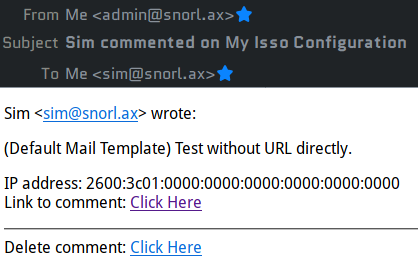 From Me <admin@snorl.ax>
Subject Sim commented on My Isso Configuration
To Me <sim@snorl.ax>
Sim <sim@snorl.ax> wrote:
(Default Mail Template) Test without URL directly.
IP address: 2600:3c01:0000:0000:0000:0000:0000:0000
Link to comment: Click Here
Delete comment: Click Here